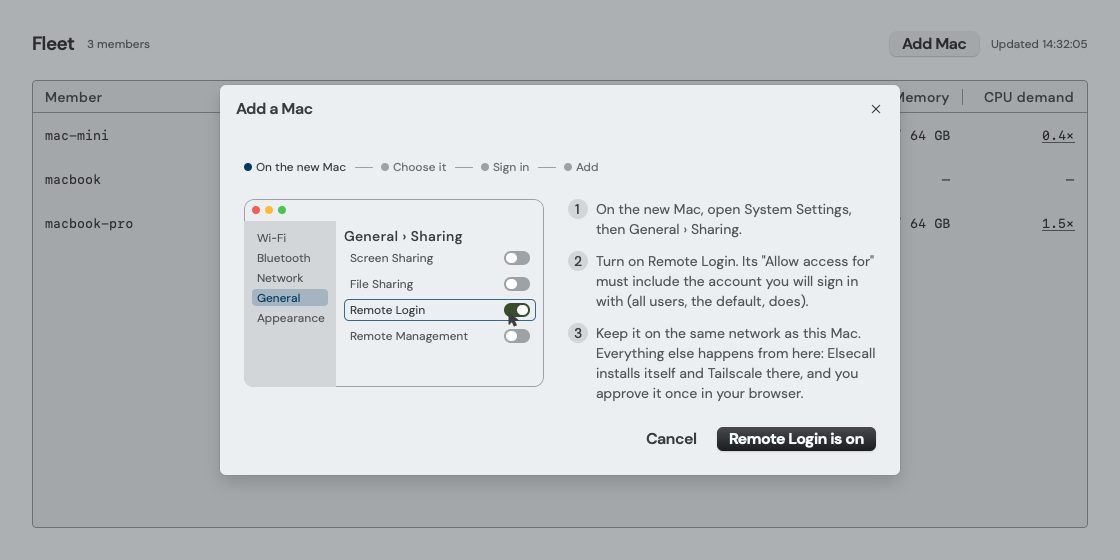 Fleet 3 members Add Mac Updated 14:32:05
Member Memory CPU demand
mac-mini 64 GB 0.4×
macbook — —
macbook-pro 64 GB 1.5×
Add a Mac ×
On the new Mac Choose it Sign in Add
Wi-Fi
Bluetooth
Network
General
Appearance
General › Sharing
Screen Sharing
File Sharing
Remote Login
Remote Management
1 On the new Mac, open System Settings,
then General › Sharing.
2 Turn on Remote Login. Its "Allow access for"
must include the account you will sign in
with (all users, the default, does).
3 Keep it on the same network as this Mac.
Everything else happens from here: Elsecall
installs itself and Tailscale there, and you
approve it once in your browser.
Cancel Remote Login is on